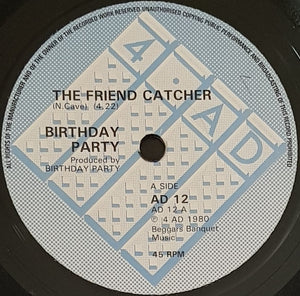 ALL RIGHTS OF THE MANUFACTURER AND OF THE OWNER OF THE RECORDED WORK RESERVED UNAUTHORISED COPYING PUBLIC PERFORMANCE AND BROADCASTING OF THIS RECORD PROHIBITED
4·AD
THE FRIEND CATCHER
(N.Cave) (4.22)
BIRTHDAY
PARTY
Produced by
BIRTHDAY PARTY
A SIDE
AD 12
AD 12 A
℗ 4 AD 1980
Beggars Banquet
Music
45 RPM